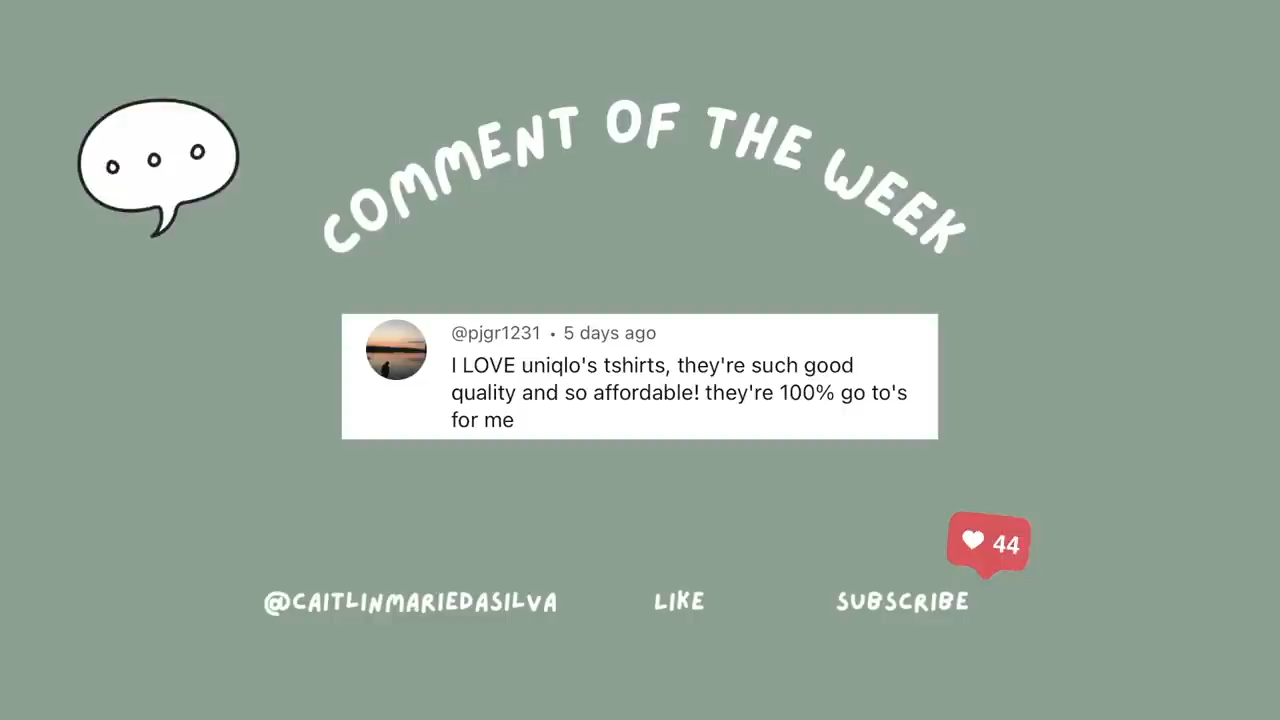 COMMENT OF THE WEEK
@pjgr1231 • 5 days ago
I LOVE uniqlo's tshirts, they're such good
quality and so affordable! they're 100% go to's
for me
44
@CAITLINMARIEDASILVA LIKE SUBSCRIBE